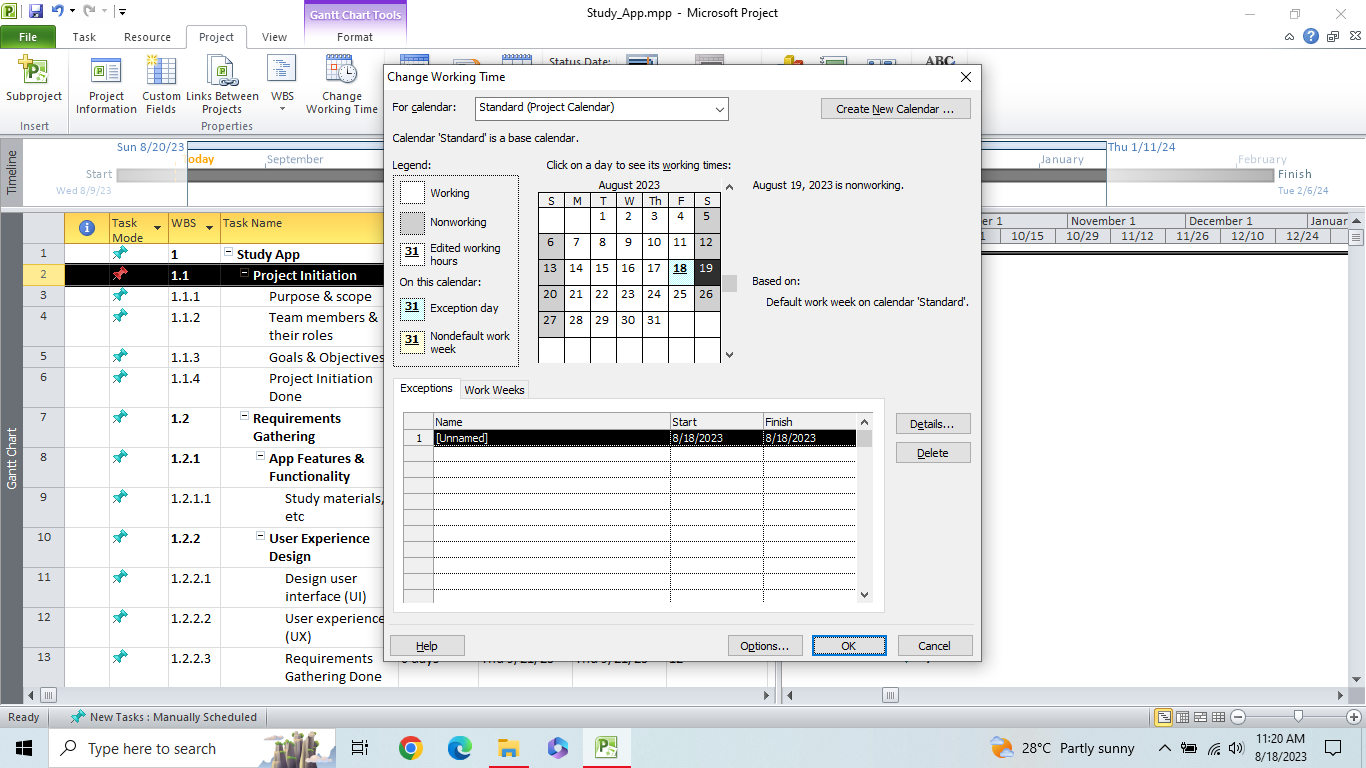 Study_App.mpp - Microsoft Project
Gantt Chart Tools
File Task Resource Project View Format
Subproject
Project Information
Custom Fields
Links Between Projects
WBS
Change Working Time
Status Date:
ABC
Insert
Properties
Timeline
Sun 8/20/23
Today
September
January
Thu 1/11/24
February
Start
Wed 8/9/23
Finish
Tue 2/6/24
Gantt Chart
Task Mode WBS Task Name
1 1 Study App
2 1.1 Project Initiation
3 1.1.1 Purpose & scope
4 1.1.2 Team members &
their roles
5 1.1.3 Goals & Objectives
6 1.1.4 Project Initiation
Done
7 1.2 Requirements
Gathering
8 1.2.1 App Features &
Functionality
9 1.2.1.1 Study materials,
etc
10 1.2.2 User Experience
Design
11 1.2.2.1 Design user
interface (UI)
12 1.2.2.2 User experience
(UX)
13 1.2.2.3 Requirements
Gathering Done
November 1 December 1 Januar
10/15 10/29 11/12 11/26 12/10 12/24
Change Working Time
For calendar: Standard (Project Calendar)
Create New Calendar ...
Calendar 'Standard' is a base calendar.
Legend:
Working
Nonworking
31 Edited working
hours
On this calendar:
31 Exception day
31 Nondefault work
week
Click on a day to see its working times:
August 2023
S M T W Th F S
1 2 3 4 5
6 7 8 9 10 11 12
13 14 15 16 17 18 19
20 21 22 23 24 25 26
27 28 29 30 31
August 19, 2023 is nonworking.
Based on:
Default work week on calendar 'Standard'.
Exceptions Work Weeks
Name Start Finish
1 [Unnamed] 8/18/2023 8/18/2023
Details...
Delete
Help
Options...
OK
Cancel
Ready
New Tasks : Manually Scheduled
Type here to search
28°C Partly sunny
11:20 AM
8/18/2023